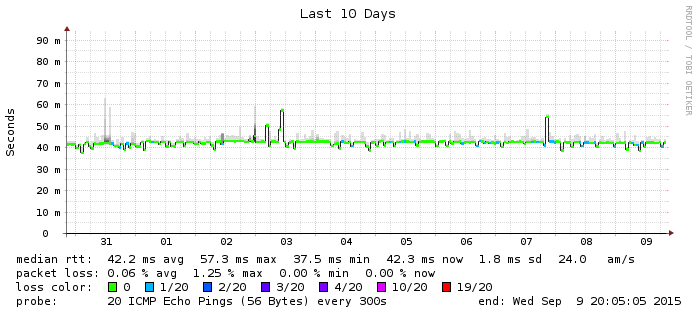 Last 10 Days
RRDTOOL / TOBI OETIKER
Seconds
90 m
80 m
70 m
60 m
50 m
40 m
30 m
20 m
10 m
0
31 01 02 03 04 05 06 07 08 09
median rtt: 42.2 ms avg 57.3 ms max 37.5 ms min 42.3 ms now 1.8 ms sd 24.0 am/s
packet loss: 0.06 % avg 1.25 % max 0.00 % min 0.00 % now
loss color: 0 1/20 2/20 3/20 4/20 10/20 19/20
probe: 20 ICMP Echo Pings (56 Bytes) every 300s end: Wed Sep 9 20:05:05 2015